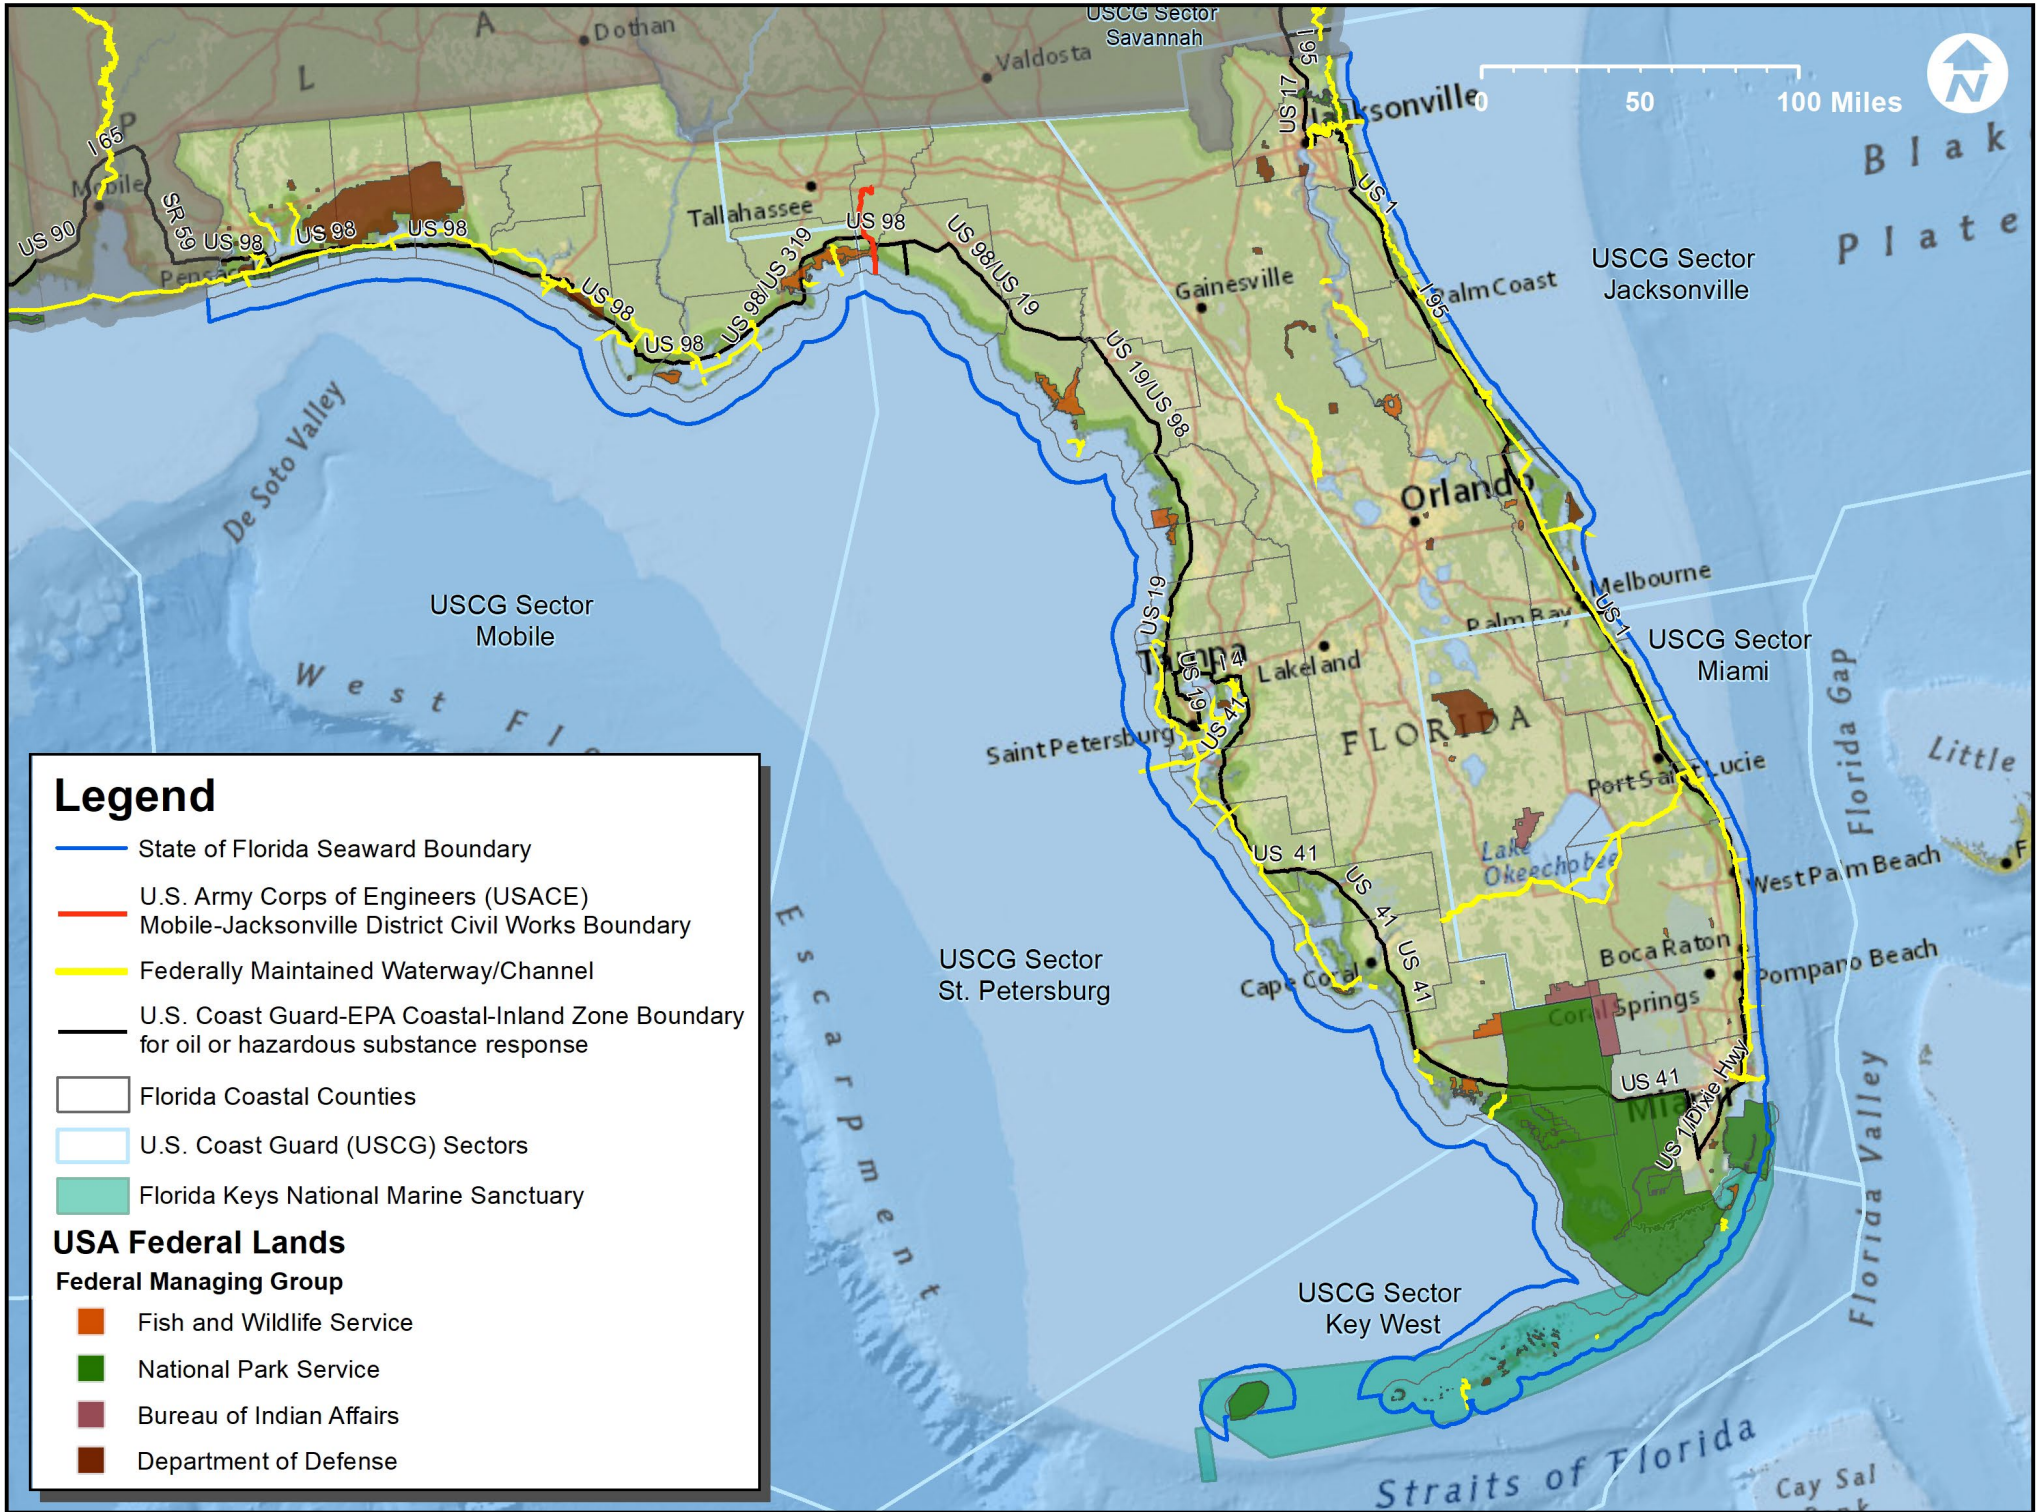 A
Dothan
USCG Sector
Savannah
Valdosta
L
P
I 95
US 17
Jacksonville
0 50 100 Miles
N
Blak
Plate
I 65
Mobile
US 90
SR 59
US 98
US 98
US 98
Tallahassee
US 98
US 98/US 319
US 98/US 19
US 1
USCG Sector
Jacksonville
Gainesville
Palm Coast
I 95
US 98
US 98
US 19/US 98
De Soto Valley
Orlando
USCG Sector
Mobile
Melbourne
Palm Bay
US 1
US 19
USCG Sector
Miami
Tampa
I 4
US 19
Lakeland
US 41
Saint Petersburg
FLORIDA
West Flo
Florida Gap
Little
Port Saint Lucie
Lake
Okeechobee
US 41
US 41
US 41
West Palm Beach
F
Escarpment
USCG Sector
St. Petersburg
Cape Coral
Boca Raton
Pompano Beach
Coral Springs
US 41
Miami
US 1/Dixie Hwy
Florida Valley
USCG Sector
Key West
Straits of Florida
Cay Sal
Legend
State of Florida Seaward Boundary
U.S. Army Corps of Engineers (USACE)
Mobile-Jacksonville District Civil Works Boundary
Federally Maintained Waterway/Channel
U.S. Coast Guard-EPA Coastal-Inland Zone Boundary
for oil or hazardous substance response
Florida Coastal Counties
U.S. Coast Guard (USCG) Sectors
Florida Keys National Marine Sanctuary
USA Federal Lands
Federal Managing Group
Fish and Wildlife Service
National Park Service
Bureau of Indian Affairs
Department of Defense